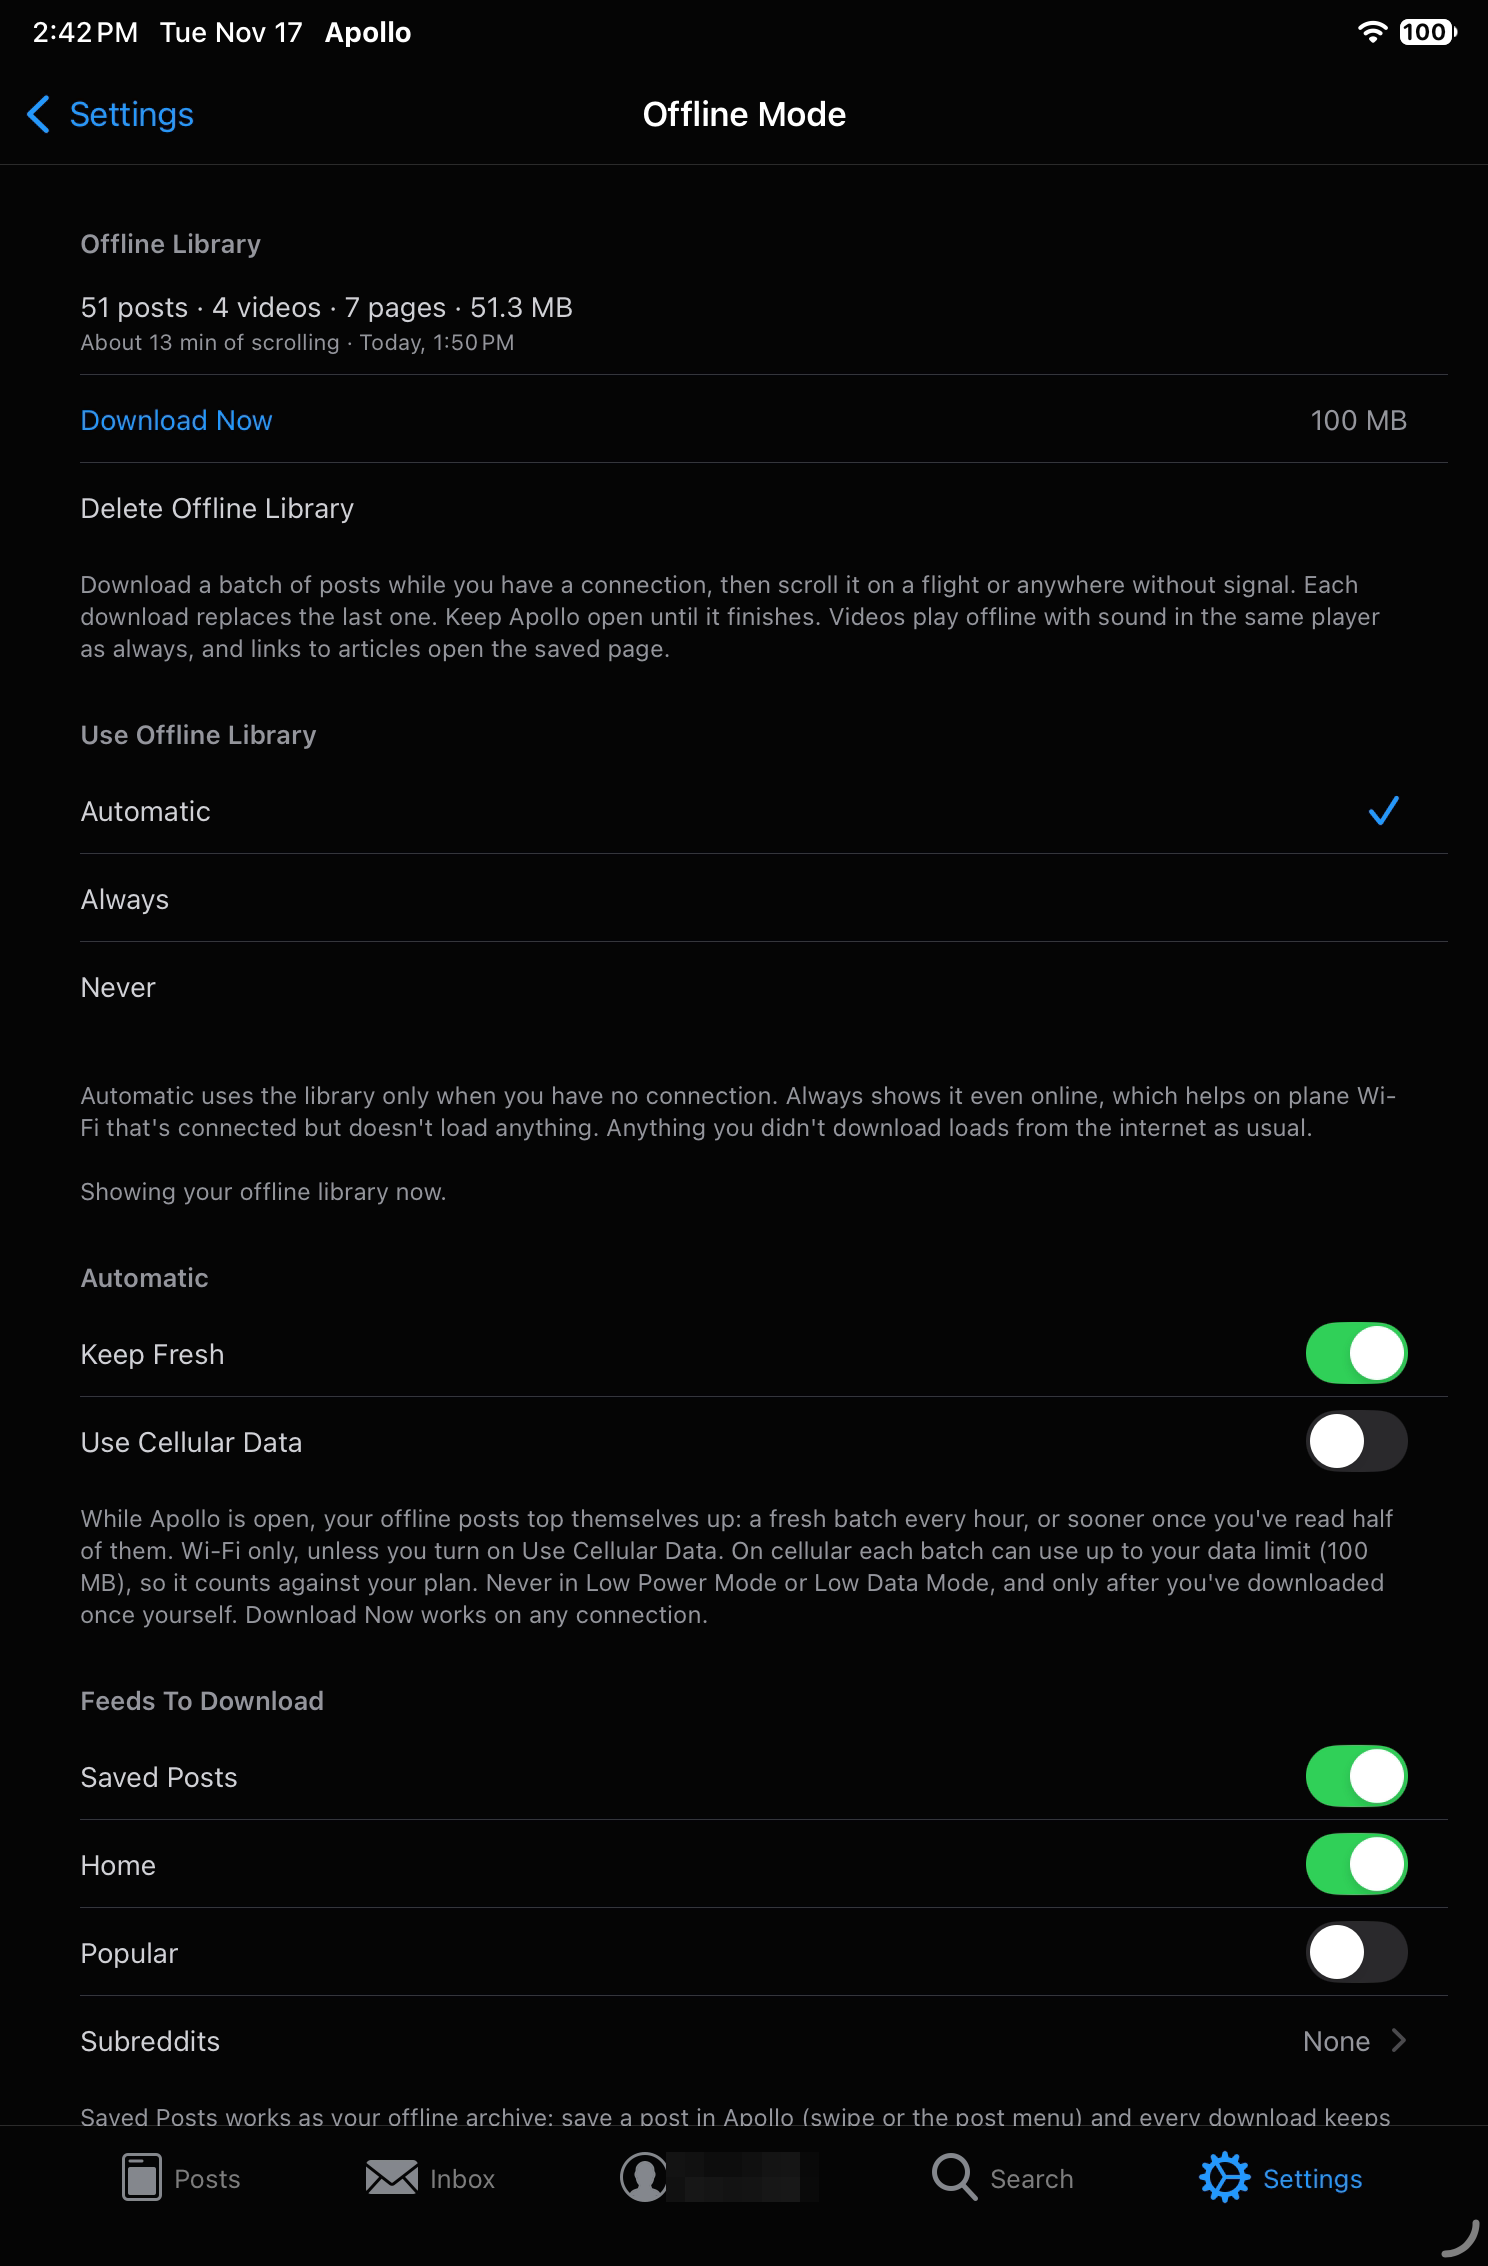 2:42 PM Tue Nov 17 Apollo 100
Settings
Offline Mode
Offline Library
51 posts · 4 videos · 7 pages · 51.3 MB
About 13 min of scrolling · Today, 1:50 PM
Download Now 100 MB
Delete Offline Library
Download a batch of posts while you have a connection, then scroll it on a flight or anywhere without signal. Each
download replaces the last one. Keep Apollo open until it finishes. Videos play offline with sound in the same player
as always, and links to articles open the saved page.
Use Offline Library
Automatic
Always
Never
Automatic uses the library only when you have no connection. Always shows it even online, which helps on plane Wi-
Fi that's connected but doesn't load anything. Anything you didn't download loads from the internet as usual.
Showing your offline library now.
Automatic
Keep Fresh
Use Cellular Data
While Apollo is open, your offline posts top themselves up: a fresh batch every hour, or sooner once you've read half
of them. Wi-Fi only, unless you turn on Use Cellular Data. On cellular each batch can use up to your data limit (100
MB), so it counts against your plan. Never in Low Power Mode or Low Data Mode, and only after you've downloaded
once yourself. Download Now works on any connection.
Feeds To Download
Saved Posts
Home
Popular
Subreddits None
Saved Posts works as your offline archive: save a post in Apollo (swipe or the post menu) and every download keeps
Posts Inbox Search Settings